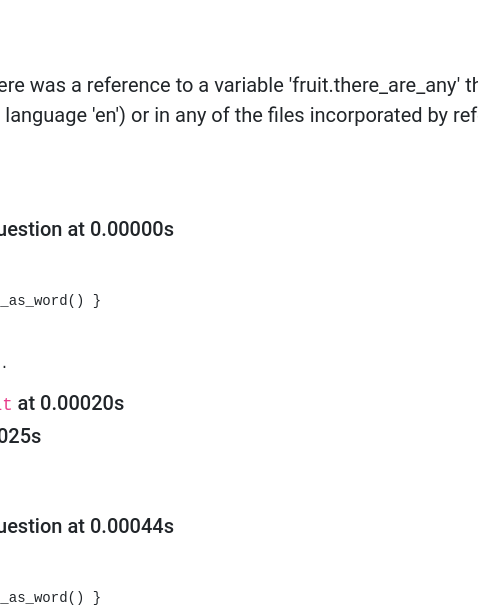 ere was a reference to a variable 'fruit.there_are_any' th
language 'en') or in any of the files incorporated by ref
uestion at 0.00000s
_as_word() }
.
it at 0.00020s
025s
uestion at 0.00044s
_as_word() }